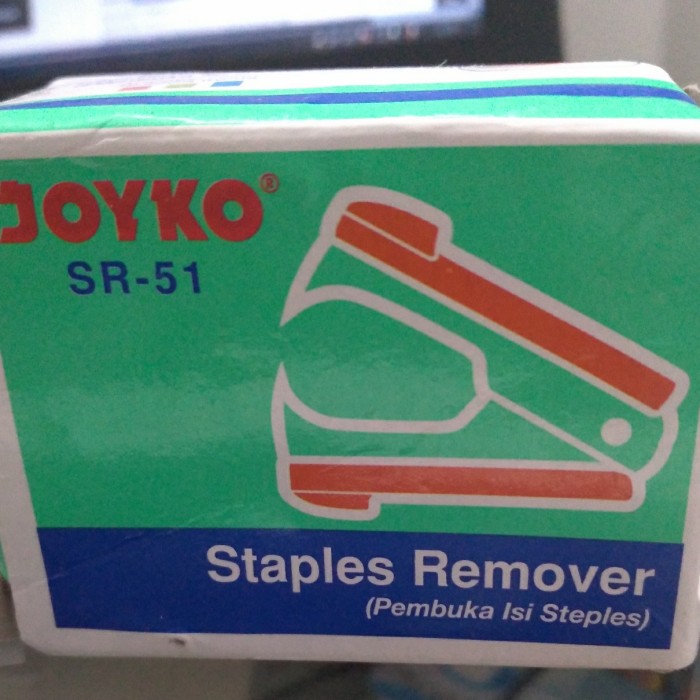 JOYKO®
SR-51
Staples Remover
(Pembuka Isi Steples)